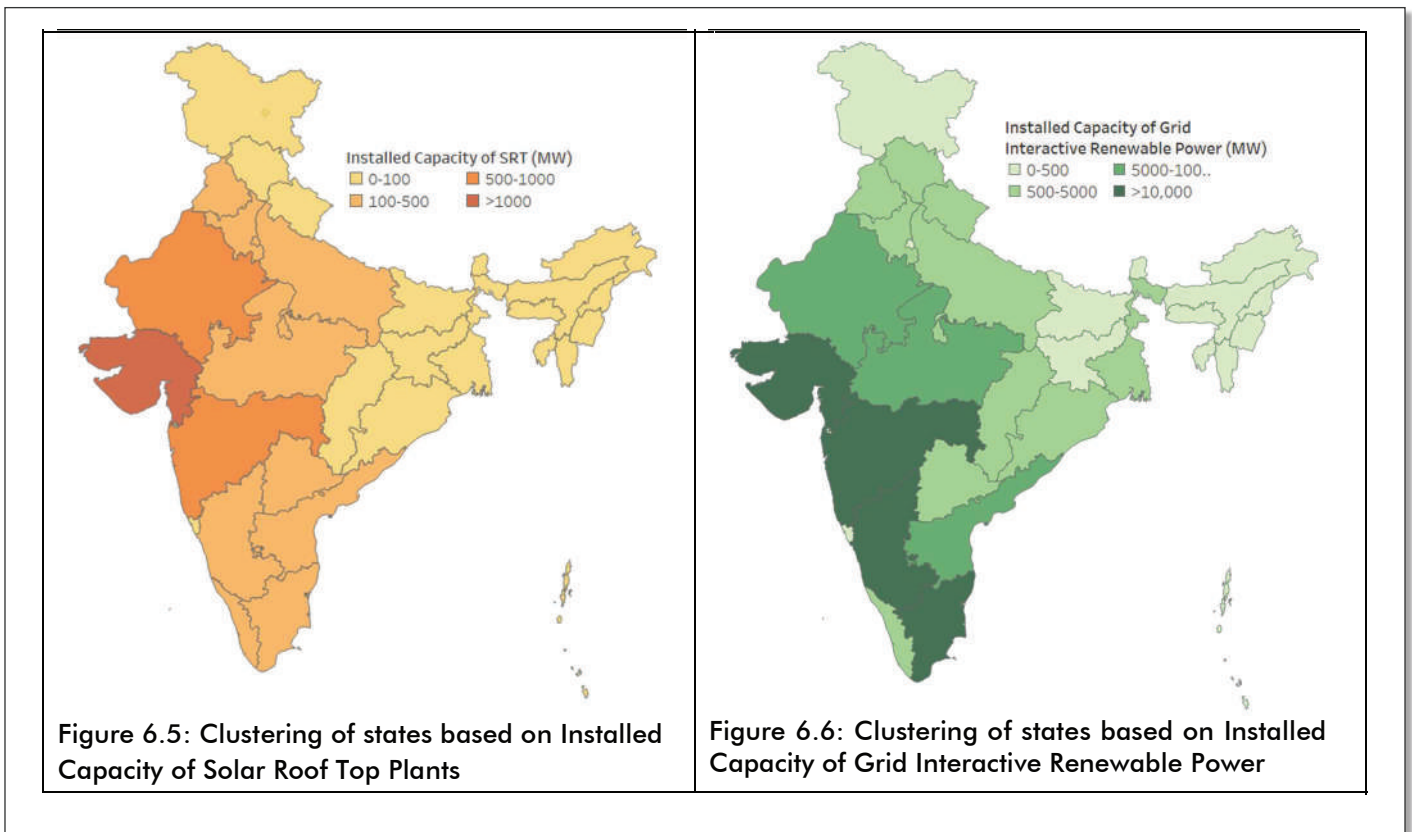 Installed Capacity of SRT (MW)
0-100 500-1000
100-500 >1000
Figure 6.5: Clustering of states based on Installed
Capacity of Solar Roof Top Plants
Installed Capacity of Grid
Interactive Renewable Power (MW)
0-500 5000-100..
500-5000 >10,000
Figure 6.6: Clustering of states based on Installed
Capacity of Grid Interactive Renewable Power